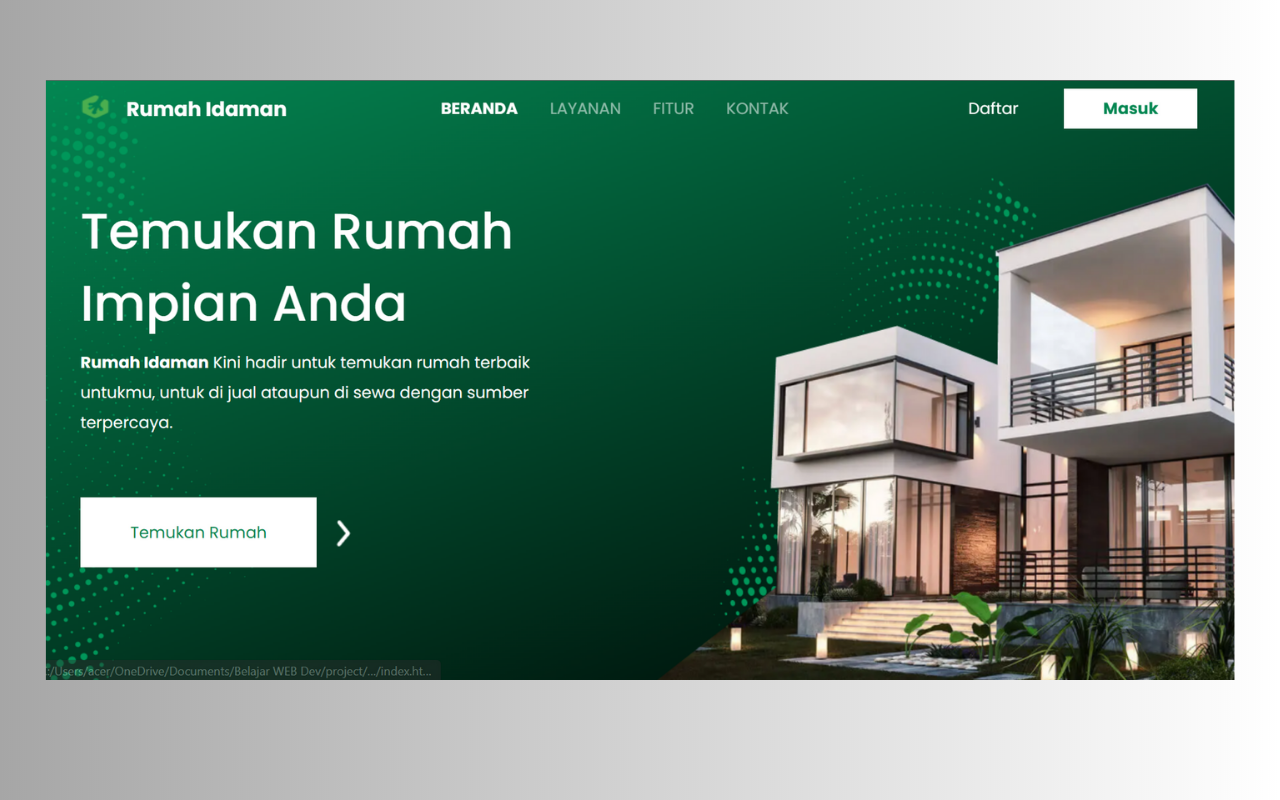 Rumah Idaman
BERANDA LAYANAN FITUR KONTAK
Daftar Masuk
Temukan Rumah
Impian Anda
Rumah Idaman Kini hadir untuk temukan rumah terbaik
untukmu, untuk di jual ataupun di sewa dengan sumber
terpercaya.
Temukan Rumah
:/Users/acer/OneDrive/Documents/Belajar WEB Dev/project/.../index.ht...